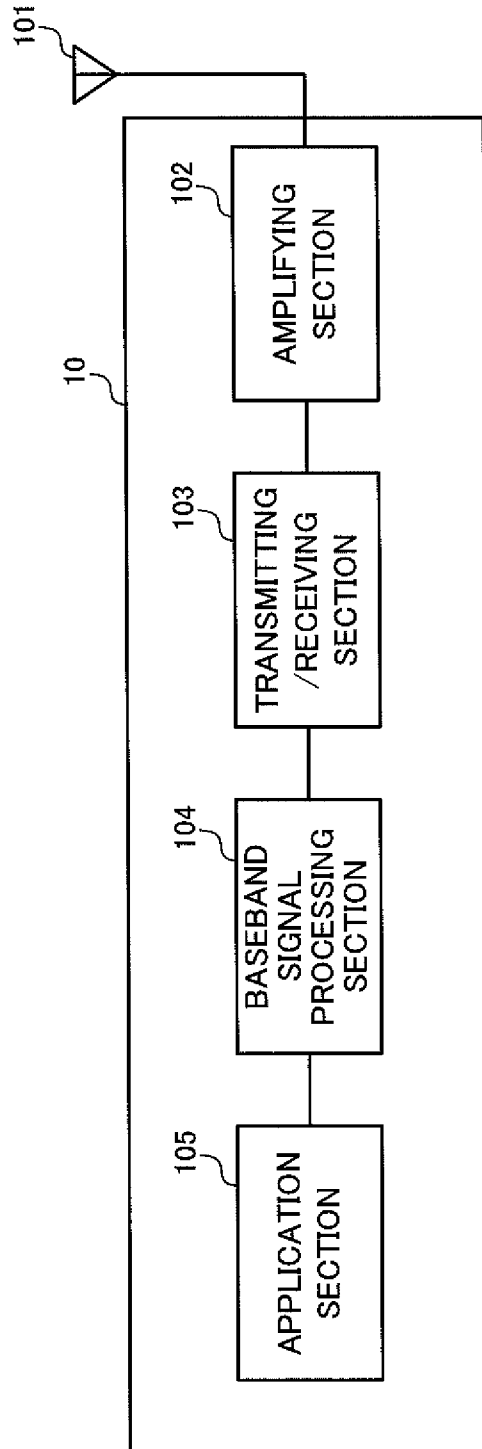 10
101
105
APPLICATION
SECTION
104
BASEBAND
SIGNAL
PROCESSING
SECTION
103
TRANSMITTING
/RECEIVING
SECTION
102
AMPLIFYING
SECTION